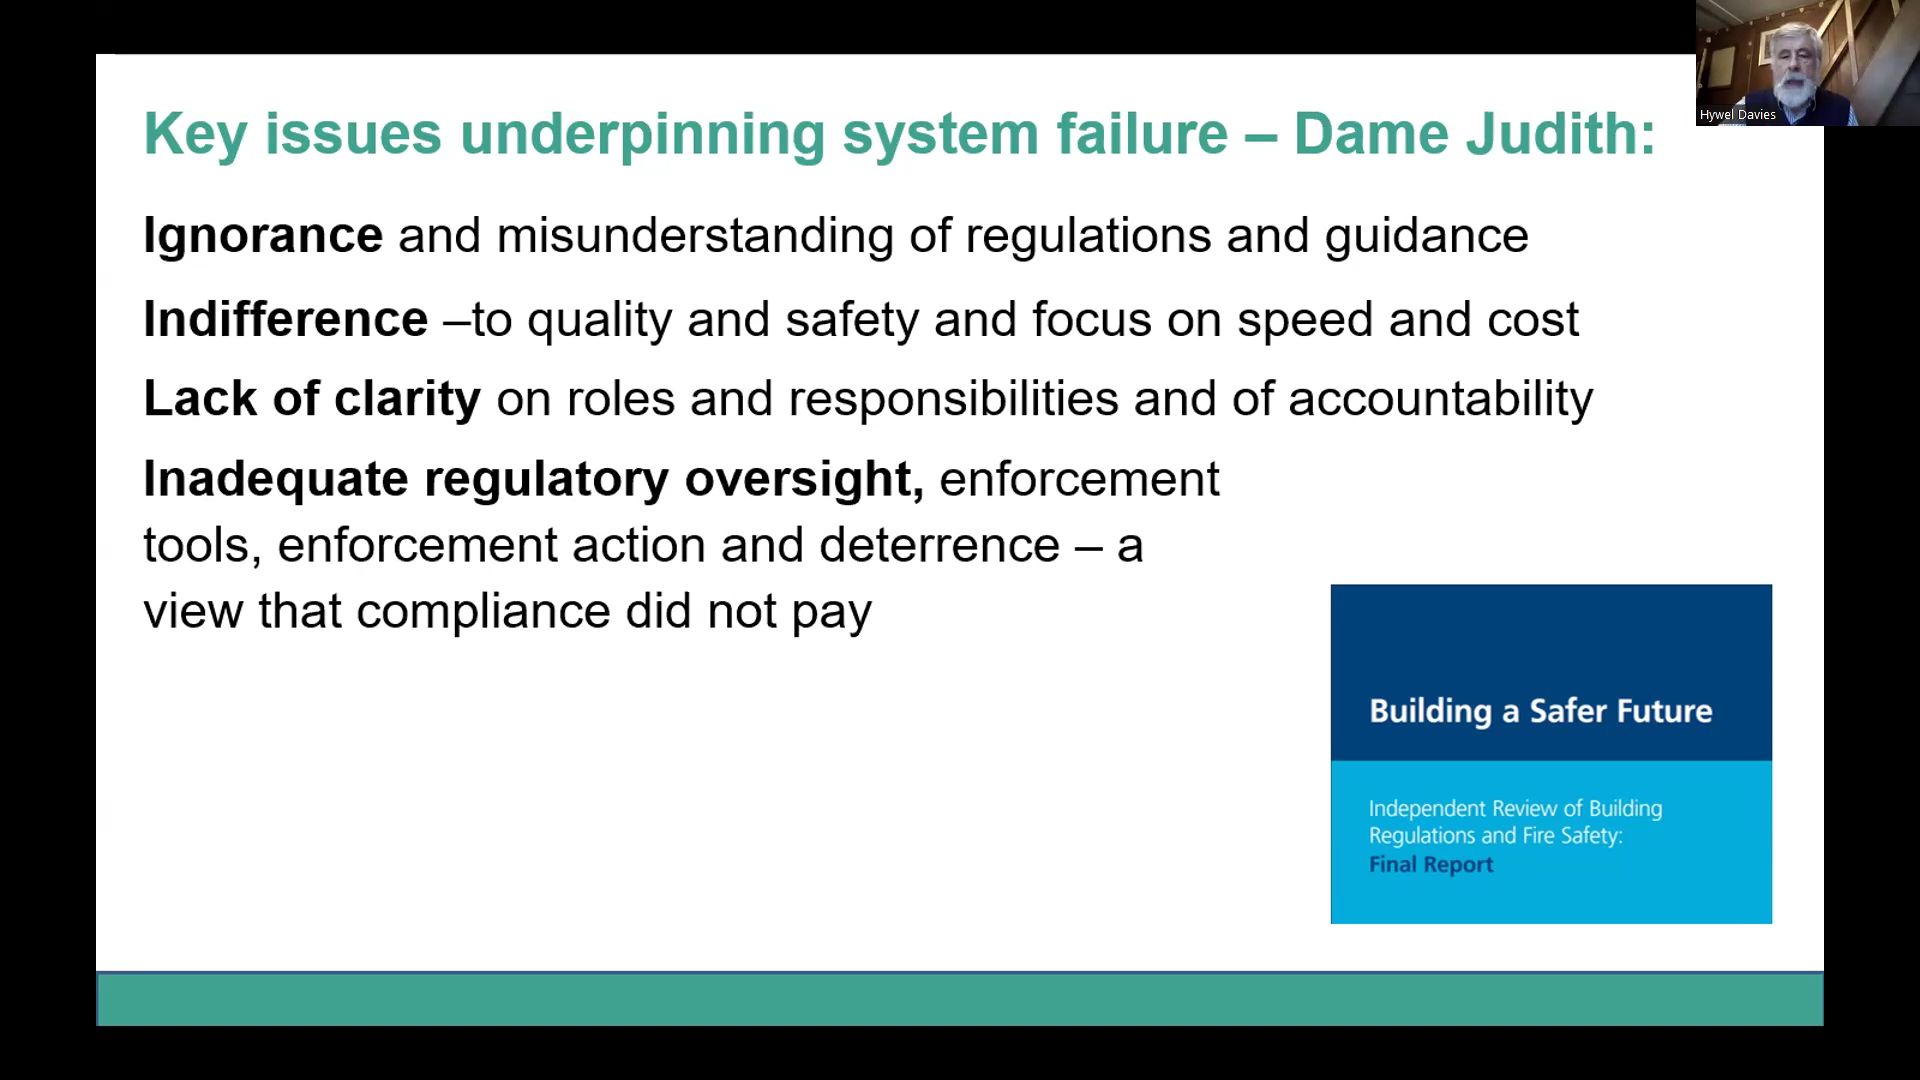 Hywel Davies
Key issues underpinning system failure – Dame Judith:
Ignorance and misunderstanding of regulations and guidance
Indifference –to quality and safety and focus on speed and cost
Lack of clarity on roles and responsibilities and of accountability
Inadequate regulatory oversight, enforcement
tools, enforcement action and deterrence – a
view that compliance did not pay
Building a Safer Future
Independent Review of Building
Regulations and Fire Safety:
Final Report